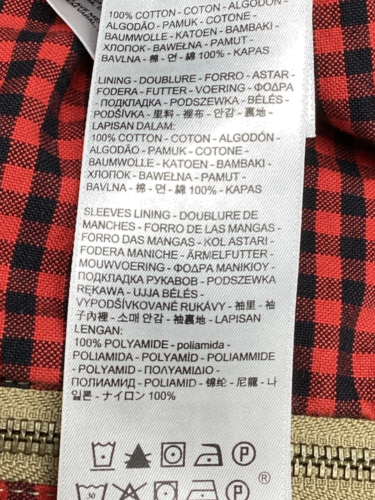 100% COTTON - COTON - ALGODÓN -
ALGODÃO - PAMUK - COTONE -
BAUMWOLLE - KATOEN - BAMBAKI -
ХЛОПОК - BAWEŁNA - PAMUT -
BAVLNA - 棉 - 면 - 綿 100% - KAPAS
LINING - DOUBLURE - FORRO - ASTAR -
FODERA - FUTTER - VOERING - ΦΟΔΡΑ
- ПОДКЛАДКА - PODSZEWKA - BÉLÉS -
PODŠÍVKA - 里料 - 裡布 - 안감 - 裏地 -
LAPISAN DALAM:
100% COTTON - COTON - ALGODÓN -
ALGODÃO - PAMUK - COTONE -
BAUMWOLLE - KATOEN - BAMBAKI -
ХЛОПОК - BAWEŁNA - PAMUT -
BAVLNA - 棉 - 면 - 綿 100% - KAPAS
SLEEVES LINING - DOUBLURE DE
MANCHES - FORRO DE LAS MANGAS -
FORRO DAS MANGAS - KOL ASTARI -
FODERA MANICHE - ÄRMELFUTTER -
MOUWVOERING - ΦΟΔΡΑ ΜΑΝΙΚΙΟΥ -
ПОДКЛАДКА РУКАВОВ - PODSZEWKA
RĘKAWA - UJJA BÉLÉS -
VYPODŠÍVKOVANÉ RUKÁVY - 袖里 - 袖
子內裡 - 소매 안감 - 袖裏地 - LAPISAN
LENGAN:
100% POLYAMIDE - poliamida -
POLIAMIDA - POLYAMİD - POLIAMMIDE
- POLYAMID - ΠΟΛΥΑΜΙΔΙΟ -
ПОЛИАМИД - POLIAMID - 锦纶 - 尼龍 - 나
일론 - ナイロン 100%
P
P
30
®